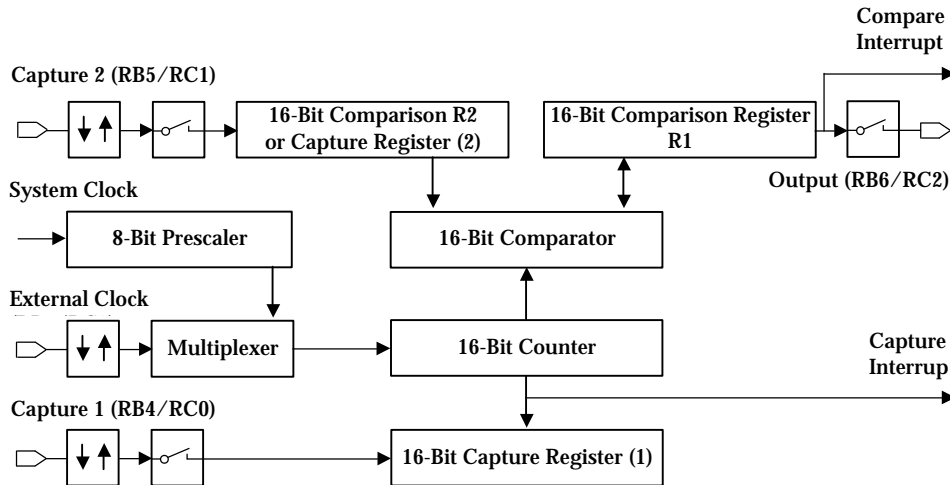 Compare
Interrupt
Capture 2 (RB5/RC1)
16-Bit Comparison R2
or Capture Register (2)
16-Bit Comparison Register
R1
System Clock
Output (RB6/RC2)
8-Bit Prescaler
16-Bit Comparator
External Clock
Multiplexer
16-Bit Counter
Capture
Interrup
Capture 1 (RB4/RC0)
16-Bit Capture Register (1)